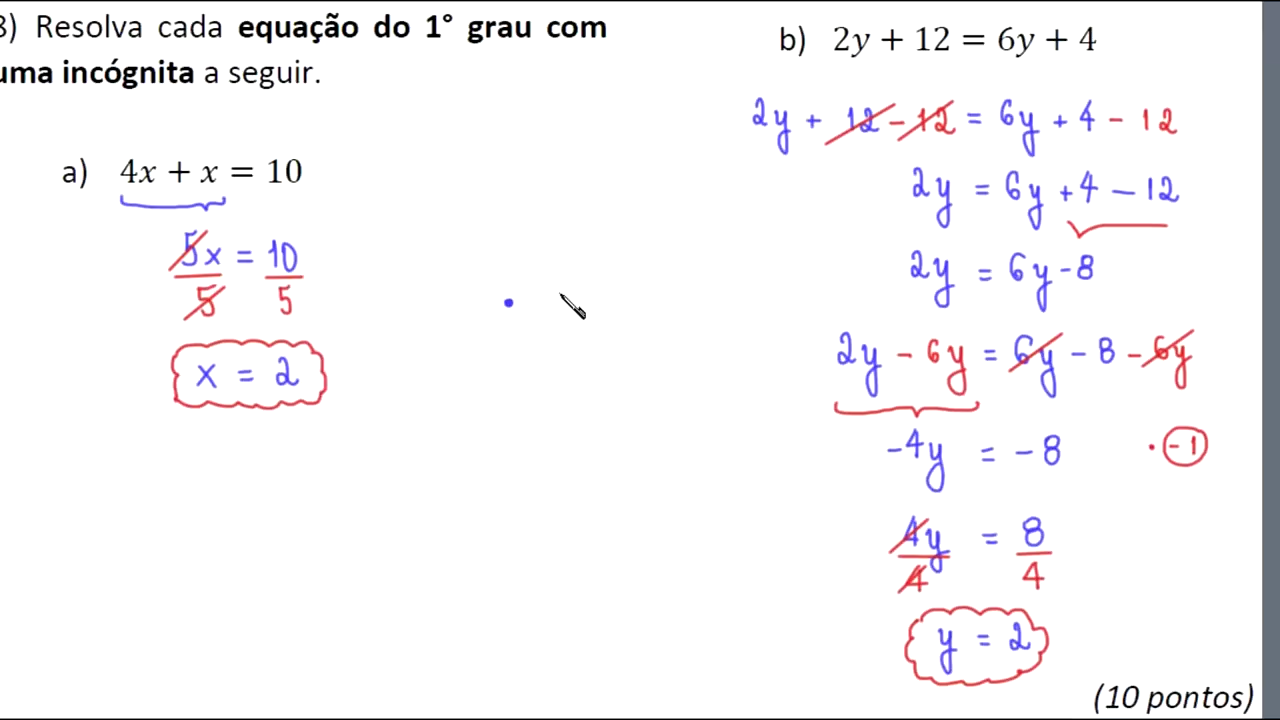 3) Resolva cada equação do 1° grau com
uma incógnita a seguir.
a) 4x + x = 10
5x = 10
5 5
x = 2
b) 2y + 12 = 6y + 4
2y + 12 - 12 = 6y + 4 - 12
2y = 6y + 4 - 12
2y = 6y - 8
2y - 6y = 6y - 8 - 6y
-4y = -8 · -1
4y = 8
4 4
y = 2
(10 pontos)